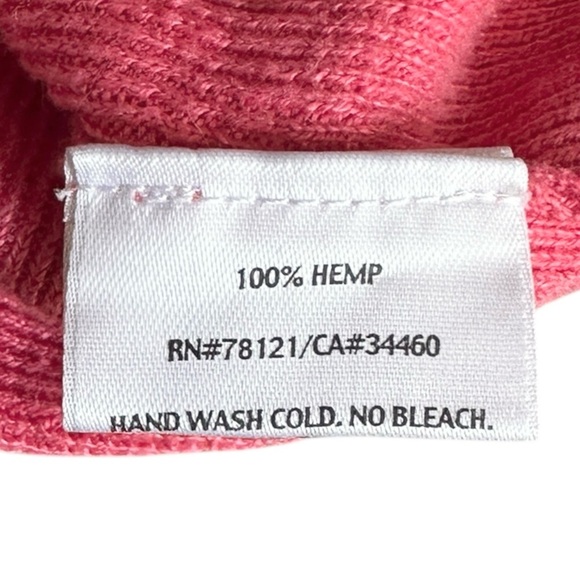 100% HEMP
RN#78121/CA#34460
HAND WASH COLD. NO BLEACH.